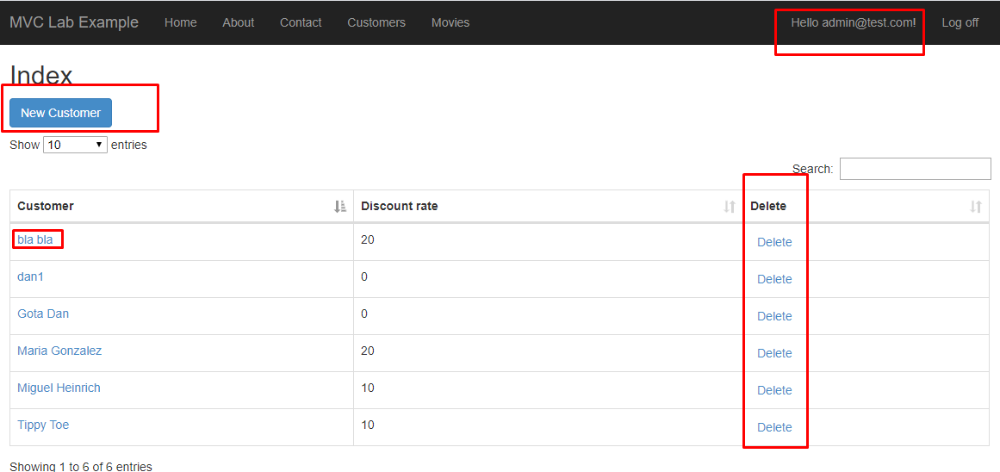 MVC Lab Example Home About Contact Customers Movies Hello admin@test.com! Log off
Index
New Customer
Show 10 entries
Search:
Customer Discount rate Delete
bla bla 20 Delete
dan1 0 Delete
Gota Dan 0 Delete
Maria Gonzalez 20 Delete
Miguel Heinrich 10 Delete
Tippy Toe 10 Delete
Showing 1 to 6 of 6 entries